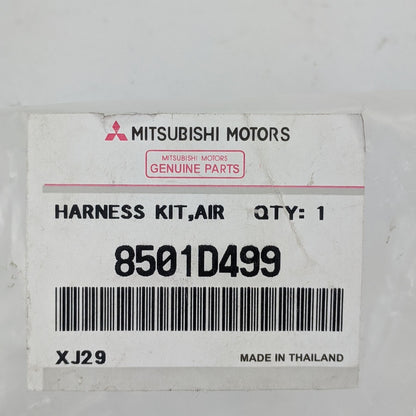 MITSUBISHI MOTORS
MITSUBISHI MOTORS
GENUINE PARTS
HARNESS KIT,AIR QTY: 1
8501D499
XJ29 MADE IN THAILAND